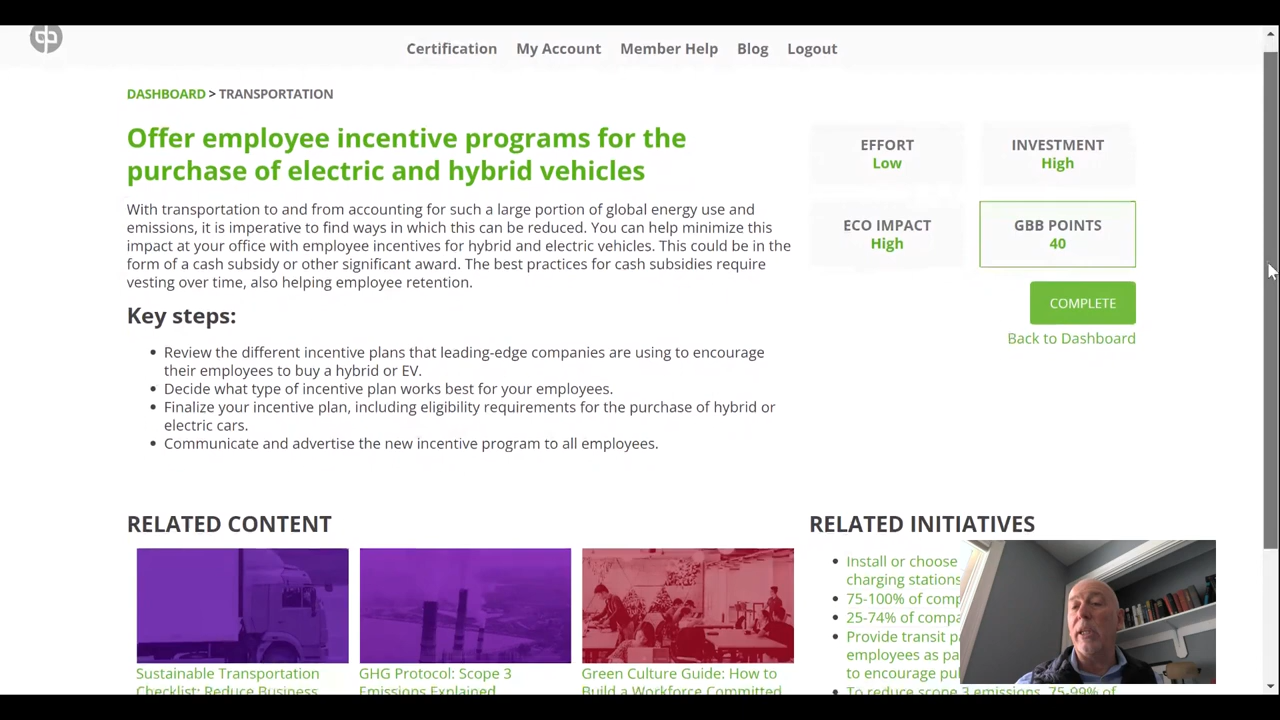 Certification My Account Member Help Blog Logout
DASHBOARD > TRANSPORTATION
Offer employee incentive programs for the
purchase of electric and hybrid vehicles
With transportation to and from accounting for such a large portion of global energy use and
emissions, it is imperative to find ways in which this can be reduced. You can help minimize this
impact at your office with employee incentives for hybrid and electric vehicles. This could be in the
form of a cash subsidy or other significant award. The best practices for cash subsidies require
vesting over time, also helping employee retention.
Key steps:
• Review the different incentive plans that leading-edge companies are using to encourage
their employees to buy a hybrid or EV.
• Decide what type of incentive plan works best for your employees.
• Finalize your incentive plan, including eligibility requirements for the purchase of hybrid or
electric cars.
• Communicate and advertise the new incentive program to all employees.
EFFORT
Low
INVESTMENT
High
ECO IMPACT
High
GBB POINTS
40
COMPLETE
Back to Dashboard
RELATED CONTENT
Sustainable Transportation
Checklist: Reduce Business
GHG Protocol: Scope 3
Emissions Explained
Green Culture Guide: How to
Build a Workforce Committed
RELATED INITIATIVES
• Install or choose
charging stations
• 75-100% of
• 25-74% of
• Provide transit
employees as
to encourage
• To reduce scope 3 emissions, 75-99% of